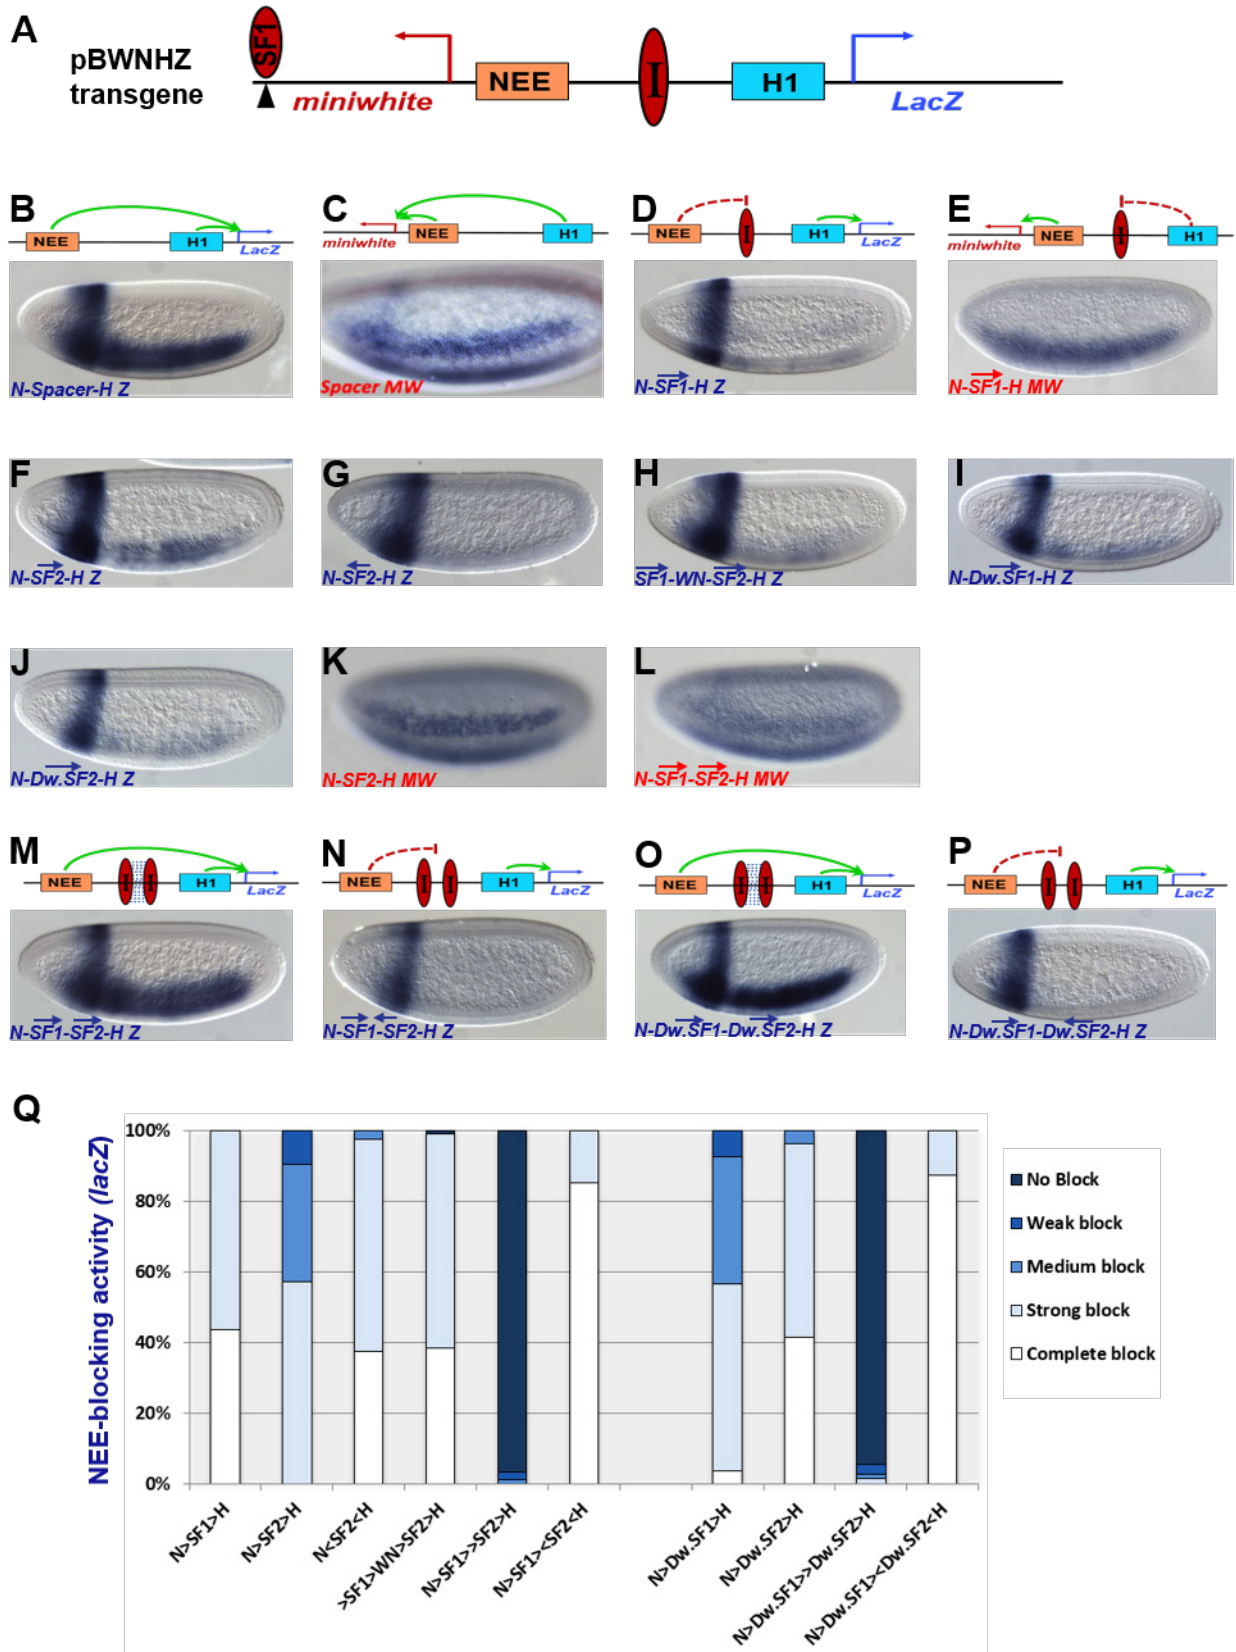 A
pBWNHZ
transgene
SF1
miniwhite
NEE
I
H1
LacZ
B
NEE
H1
LacZ
N-Spacer-H Z
C
miniwhite
NEE
H1
Spacer MW
D
NEE
I
H1
LacZ
N-SF1-H Z
E
miniwhite
NEE
I
H1
N-SF1-H MW
F
N-SF2-H Z
G
N-SF2-H Z
H
SF1-WN-SF2-H Z
I
N-Dw.SF1-H Z
J
N-Dw.SF2-H Z
K
N-SF2-H MW
L
N-SF1-SF2-H MW
M
NEE
I
I
H1
LacZ
N-SF1-SF2-H Z
N
NEE
I
I
H1
LacZ
N-SF1-SF2-H Z
O
NEE
I
I
H1
LacZ
N-Dw.SF1-Dw.SF2-H Z
P
NEE
I
I
H1
LacZ
N-Dw.SF1-Dw.SF2-H Z
Q
NEE-blocking activity (lacZ)
100%
80%
60%
40%
20%
0%
N>SF1>H
N>SF2>H
N<SF2<H
>SF1>WN>SF2>H
N>SF1>>SF2>H
N>SF1><SF2<H
N>Dw.SF1>H
N>Dw.SF2>H
N>Dw.SF1>>Dw.SF2>H
N>Dw.SF1><Dw.SF2<H
No Block
Weak block
Medium block
Strong block
Complete block